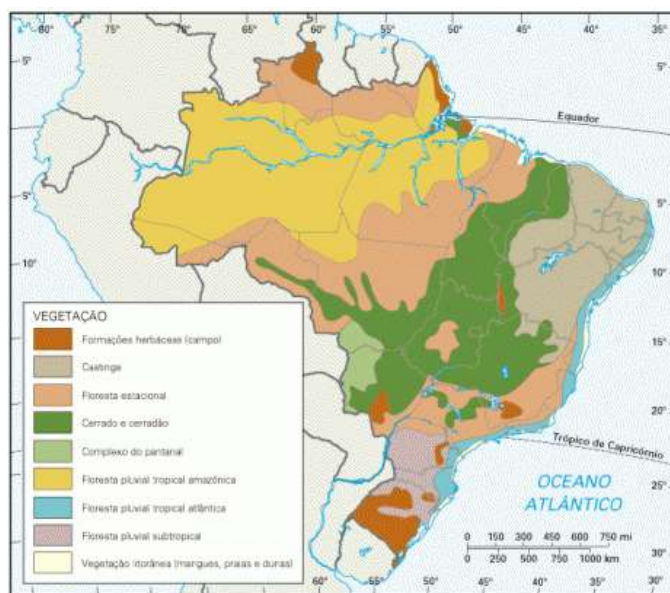 80° 75° 70° 65° 60° 55° 50° 45° 40° 35°
5° 5°
Equador
5° 5°
10° 10°
15°
20°
Trópico de Capricórnio
25°
30°
VEGETAÇÃO
Formações herbáceas (campo)
Caatinga
Floresta estacional
Cerrado e cerradão
Complexo do pantanal
Floresta pluvial tropical amazônica
Floresta pluvial tropical atlântica
Floresta pluvial subtropical
Vegetação litorânea (mangues, praias e dunas)
OCEANO
ATLÂNTICO
0 150 300 450 600 750 mi
0 250 500 750 1000 km
60° 55° 50° 45° 40° 35° 30°